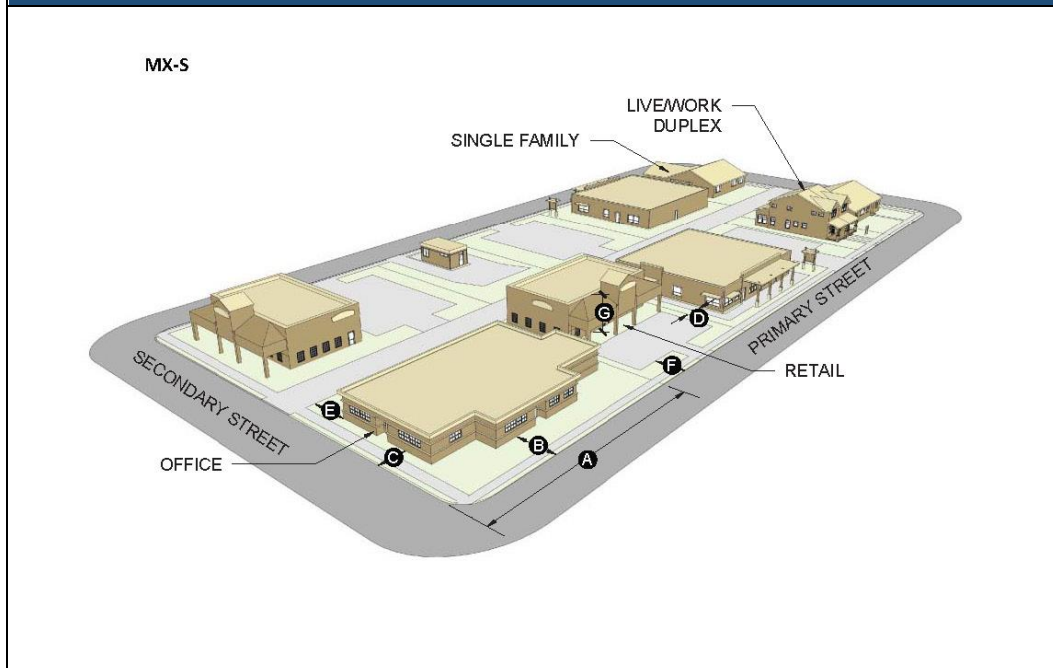 MX-S
LIVE/WORK
DUPLEX
SINGLE FAMILY
G
D
PRIMARY STREET
F
RETAIL
SECONDARY STREET
E
B
A
C
OFFICE